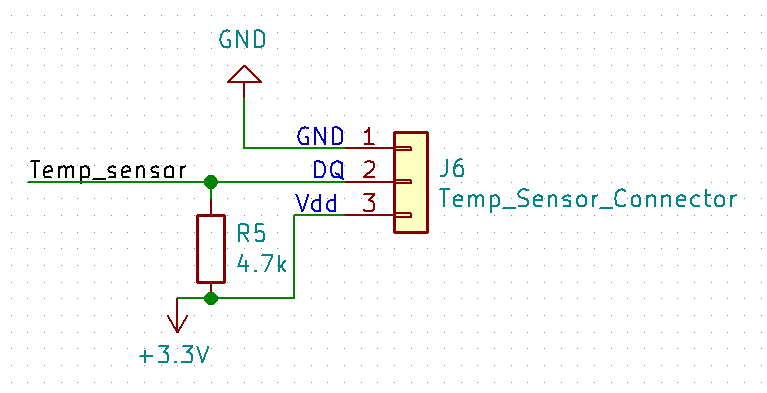 GND
GND 1
Temp_sensor
DQ 2
J6
Vdd 3
Temp_Sensor_Connector
R5
4.7k
+3.3V